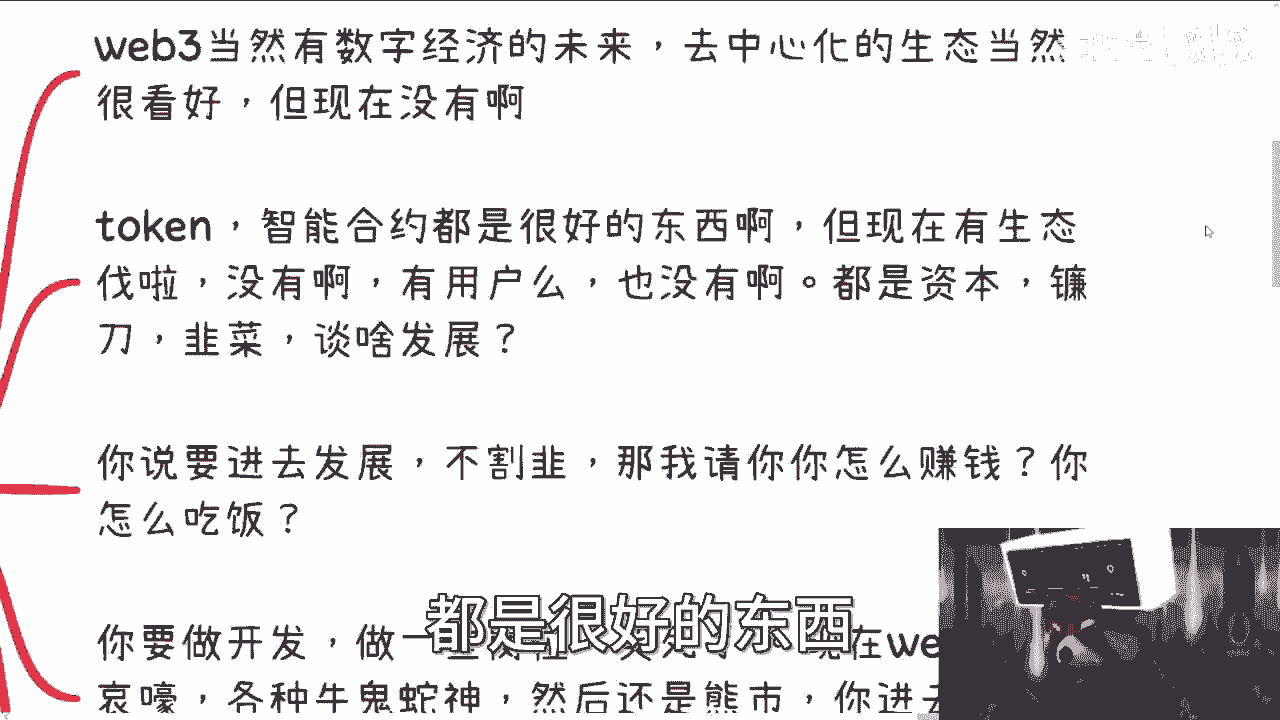 web3当然有数字经济的未来，去中心化的生态当然
很看好，但现在没有啊
token，智能合约都是很好的东西啊，但现在有生态
伐啦，没有啊，有用户么，也没有啊。都是资本，镰
刀，韭菜，谈啥发展？
你说要进去发展，不割韭，那我请你你怎么赚钱？你
怎么吃饭？
你要做开发，做一
在we
哀嚎，各种牛鬼蛇神，然后还是熊市，你进去
都是很好的东西